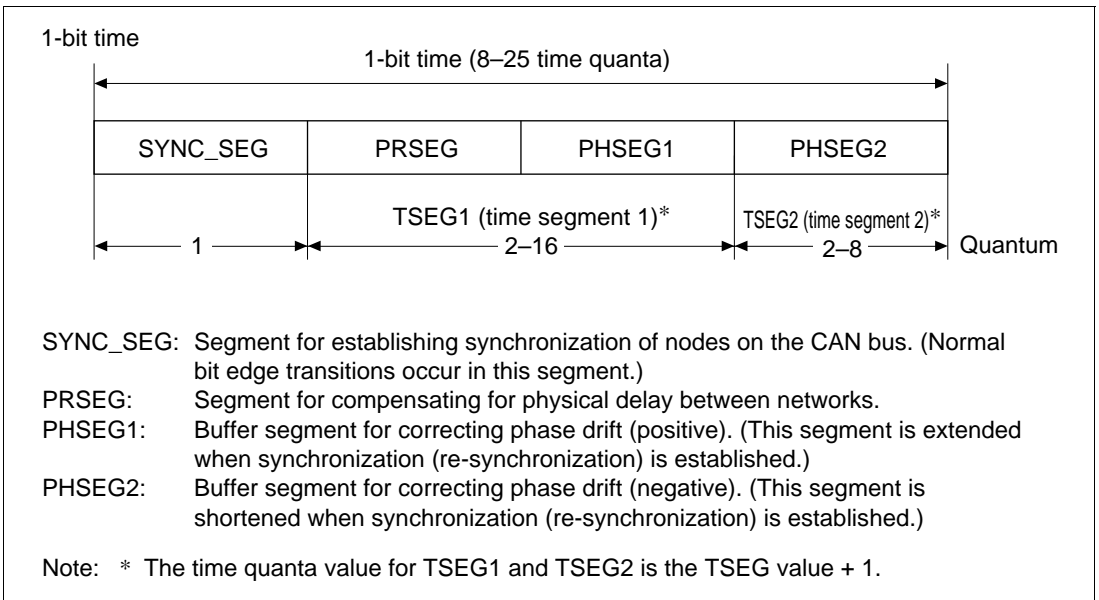 1-bit time
1-bit time (8–25 time quanta)
SYNC_SEG PRSEG PHSEG1 PHSEG2
TSEG1 (time segment 1)* TSEG2 (time segment 2)*
1 2–16 2–8 Quantum
SYNC_SEG: Segment for establishing synchronization of nodes on the CAN bus. (Normal
bit edge transitions occur in this segment.)
PRSEG: Segment for compensating for physical delay between networks.
PHSEG1: Buffer segment for correcting phase drift (positive). (This segment is extended
when synchronization (re-synchronization) is established.)
PHSEG2: Buffer segment for correcting phase drift (negative). (This segment is
shortened when synchronization (re-synchronization) is established.)
Note: * The time quanta value for TSEG1 and TSEG2 is the TSEG value + 1.